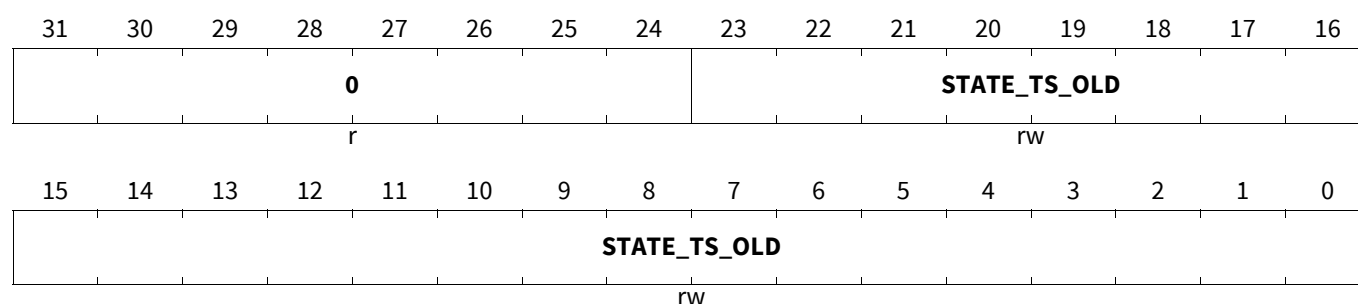 31 30 29 28 27 26 25 24 23 22 21 20 19 18 17 16
0 STATE_TS_OLD
r rw
15 14 13 12 11 10 9 8 7 6 5 4 3 2 1 0
STATE_TS_OLD
rw